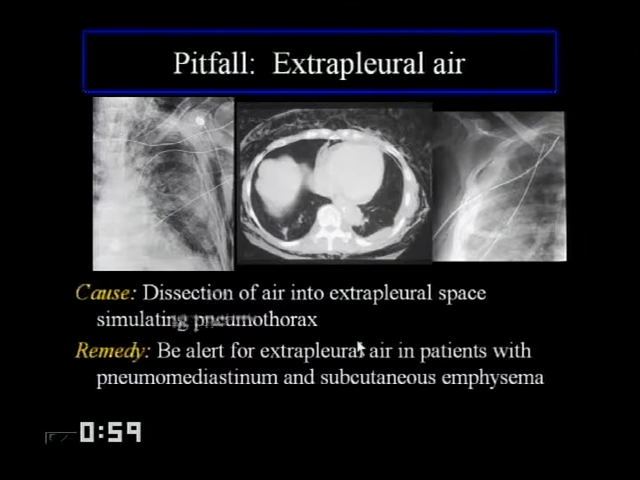 Pitfall: Extrapleural air
Cause: Dissection of air into extrapleural space
simulating pneumothorax
Remedy: Be alert for extrapleural air in patients with
pneumomediastinum and subcutaneous emphysema
0:59